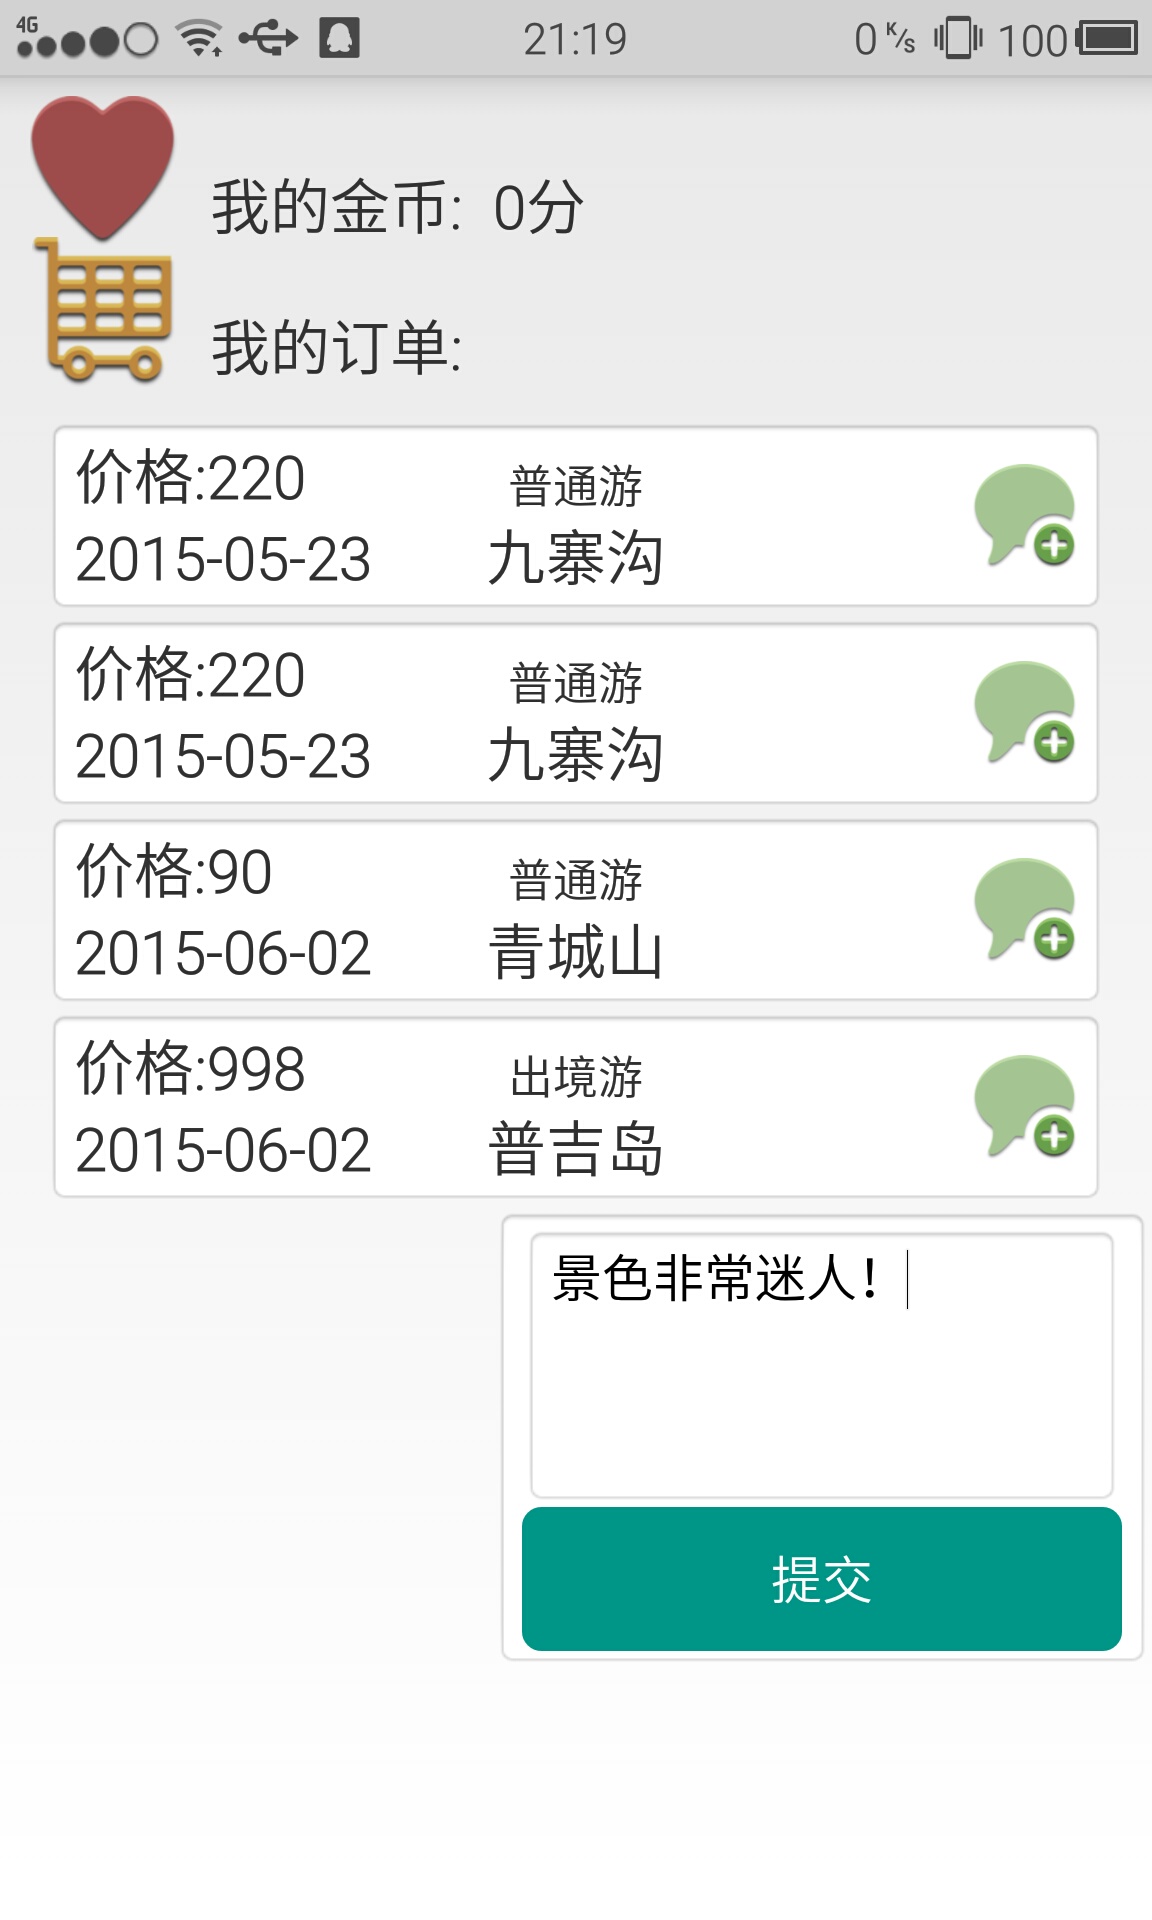 4G 21:19 0 K/s 100
我的金币: 0分
我的订单:
价格:220 普通游
2015-05-23 九寨沟
价格:220 普通游
2015-05-23 九寨沟
价格:90 普通游
2015-06-02 青城山
价格:998 出境游
2015-06-02 普吉岛
景色非常迷人！
提交